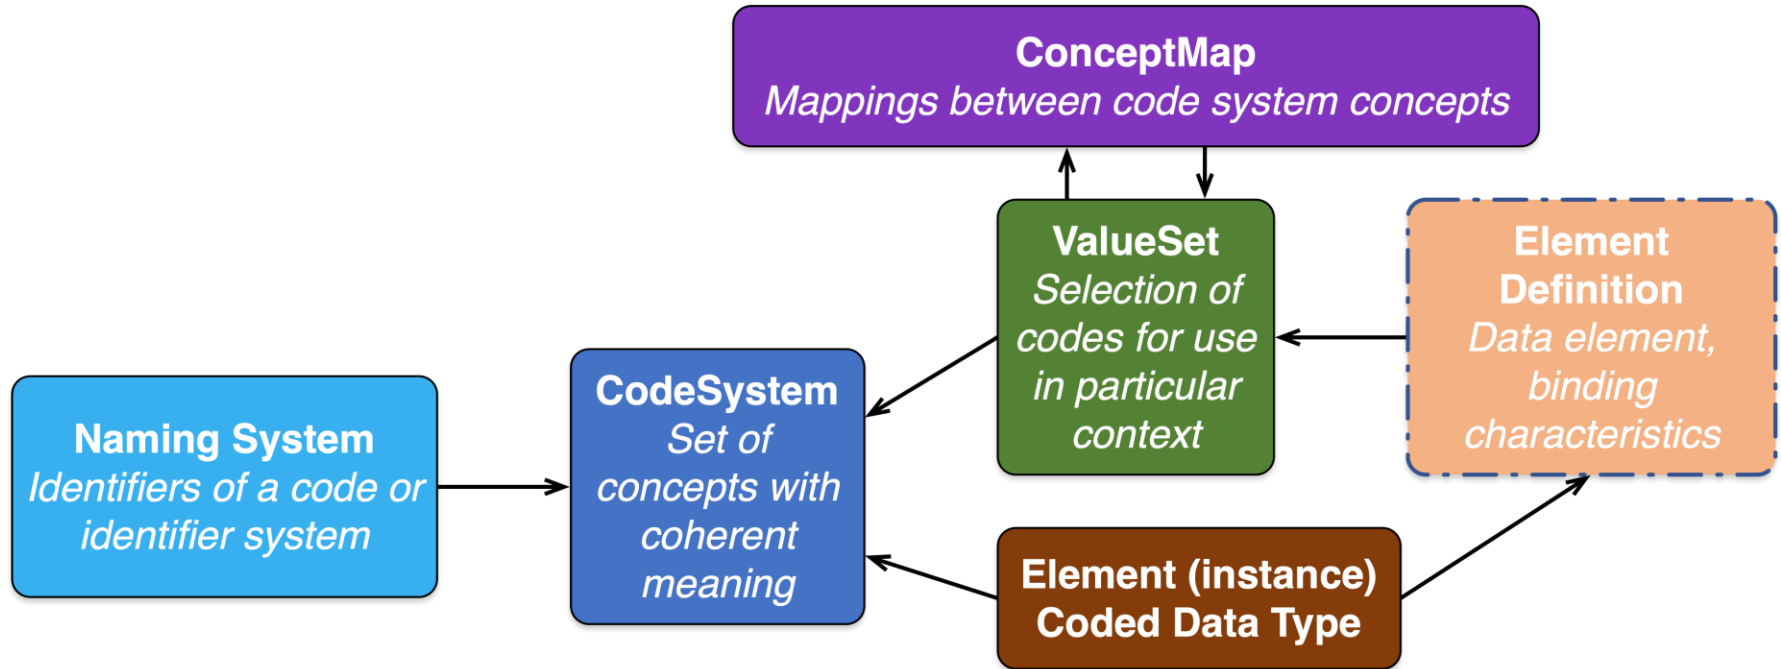 ConceptMap
Mappings between code system concepts
ValueSet
Selection of
codes for use
in particular
context
Element
Definition
Data element,
binding
characteristics
CodeSystem
Set of
concepts with
coherent
meaning
Naming System
Identifiers of a code or
identifier system
Element (instance)
Coded Data Type